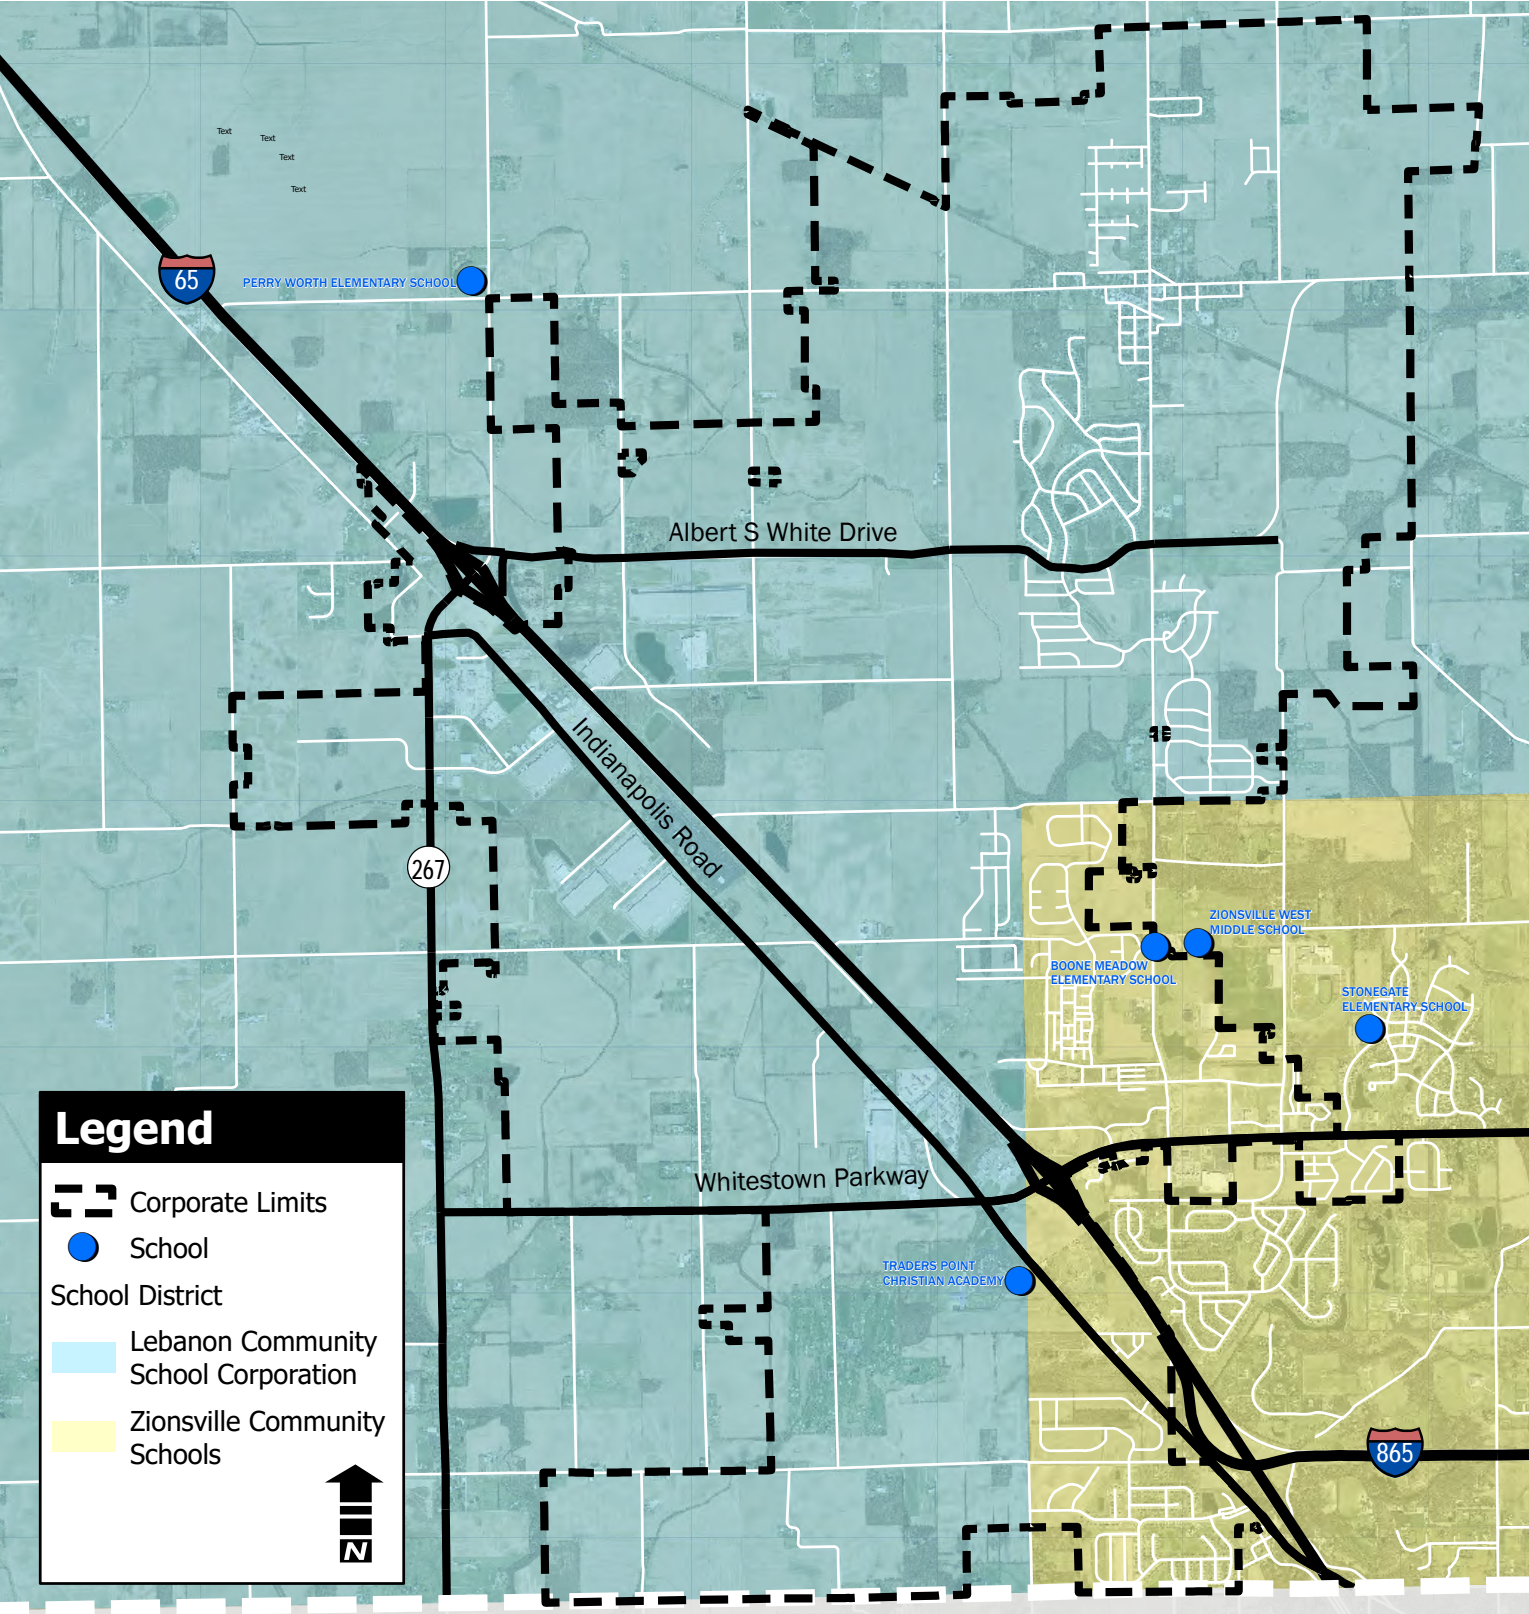 Text
Text
Text
Text
65
PERRY WORTH ELEMENTARY SCHOOL
Albert S White Drive
Indianapolis Road
267
ZIONSVILLE WEST
MIDDLE SCHOOL
BOONE MEADOW
ELEMENTARY SCHOOL
STONEGATE
ELEMENTARY SCHOOL
Whitestown Parkway
TRADERS POINT
CHRISTIAN ACADEMY
865
Legend
Corporate Limits
School
School District
Lebanon Community
School Corporation
Zionsville Community
Schools
N